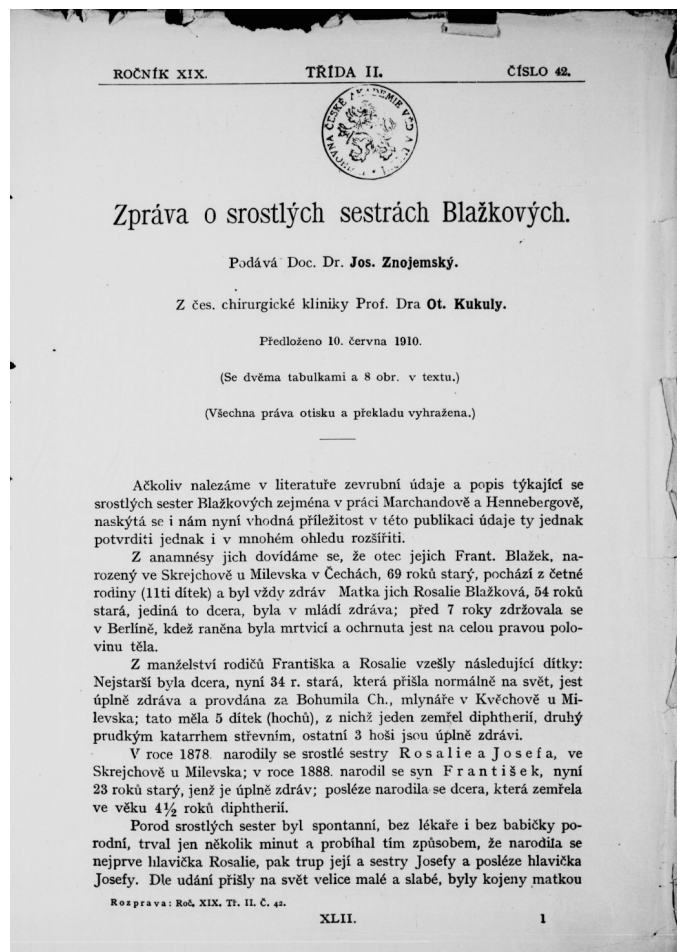 ROČNÍK XIX.
TŘÍDA II.
ČÍSLO 42.
ČESKÉ AKADEMIE VĚD A
Zpráva o srostlých sestrách Blažkových.
Podává Doc. Dr. Jos. Znojemský.
Z čes. chirurgické kliniky Prof. Dra Ot. Kukuly.
Předloženo 10. června 1910.
(Se dvěma tabulkami a 8 obr. v textu.)
(Všechna práva otisku a překladu vyhražena.)
Ačkoliv nalezáme v literatuře zevrubní údaje a popis týkající se
srostlých sester Blažkových zejména v práci Marchandově a Hennebergově,
naskýtá se i nám nyní vhodná příležitost v této publikaci údaje ty jednak
potvrditi jednak i v mnohém ohledu rozšířiti.
Z anamnésy jich dovídáme se, že otec jejich Frant. Blažek, na-
rozený ve Skrejchově u Milevska v Čechách, 69 roků starý, pochází z četné
rodiny (11ti dítek) a byl vždy zdráv Matka jich Rosalie Blažková, 54 roků
stará, jediná to dcera, byla v mládí zdráva; před 7 roky zdržovala se
v Berlíně, kdež raněna byla mrtvicí a ochrnuta jest na celou pravou polo-
vinu těla.
Z manželství rodičů Františka a Rosalie vzešly následující dítky:
Nejstarší byla dcera, nyní 34 r. stará, která přišla normálně na svět, jest
úplně zdráva a provdána za Bohumila Ch., mlynáře v Kvěchově u Mi-
levska; tato měla 5 dítek (hochů), z nichž jeden zemřel diphtherií, druhý
prudkým katarrhem střevním, ostatní 3 hoši jsou úplně zdrávi.
V roce 1878. narodily se srostlé sestry Rosalie a Josefa, ve
Skrejchově u Milevska; v roce 1888. narodil se syn František, nyní
23 roků starý, jenž je úplně zdráv; posléze narodila se dcera, která zemřela
ve věku 4½ roků diphtherií.
Porod srostlých sester byl spontanní, bez lékaře i bez babičky po-
rodní, trval jen několik minut a probíhal tím způsobem, že narodila se
nejprve hlavička Rosalie, pak trup její a sestry Josefy a posléze hlavička
Josefy. Dle udání přišly na svět velice malé a slabé, byly kojeny matkou
Rozprava: Roč. XIX. Tř. II. Č. 42.
XLII.
1